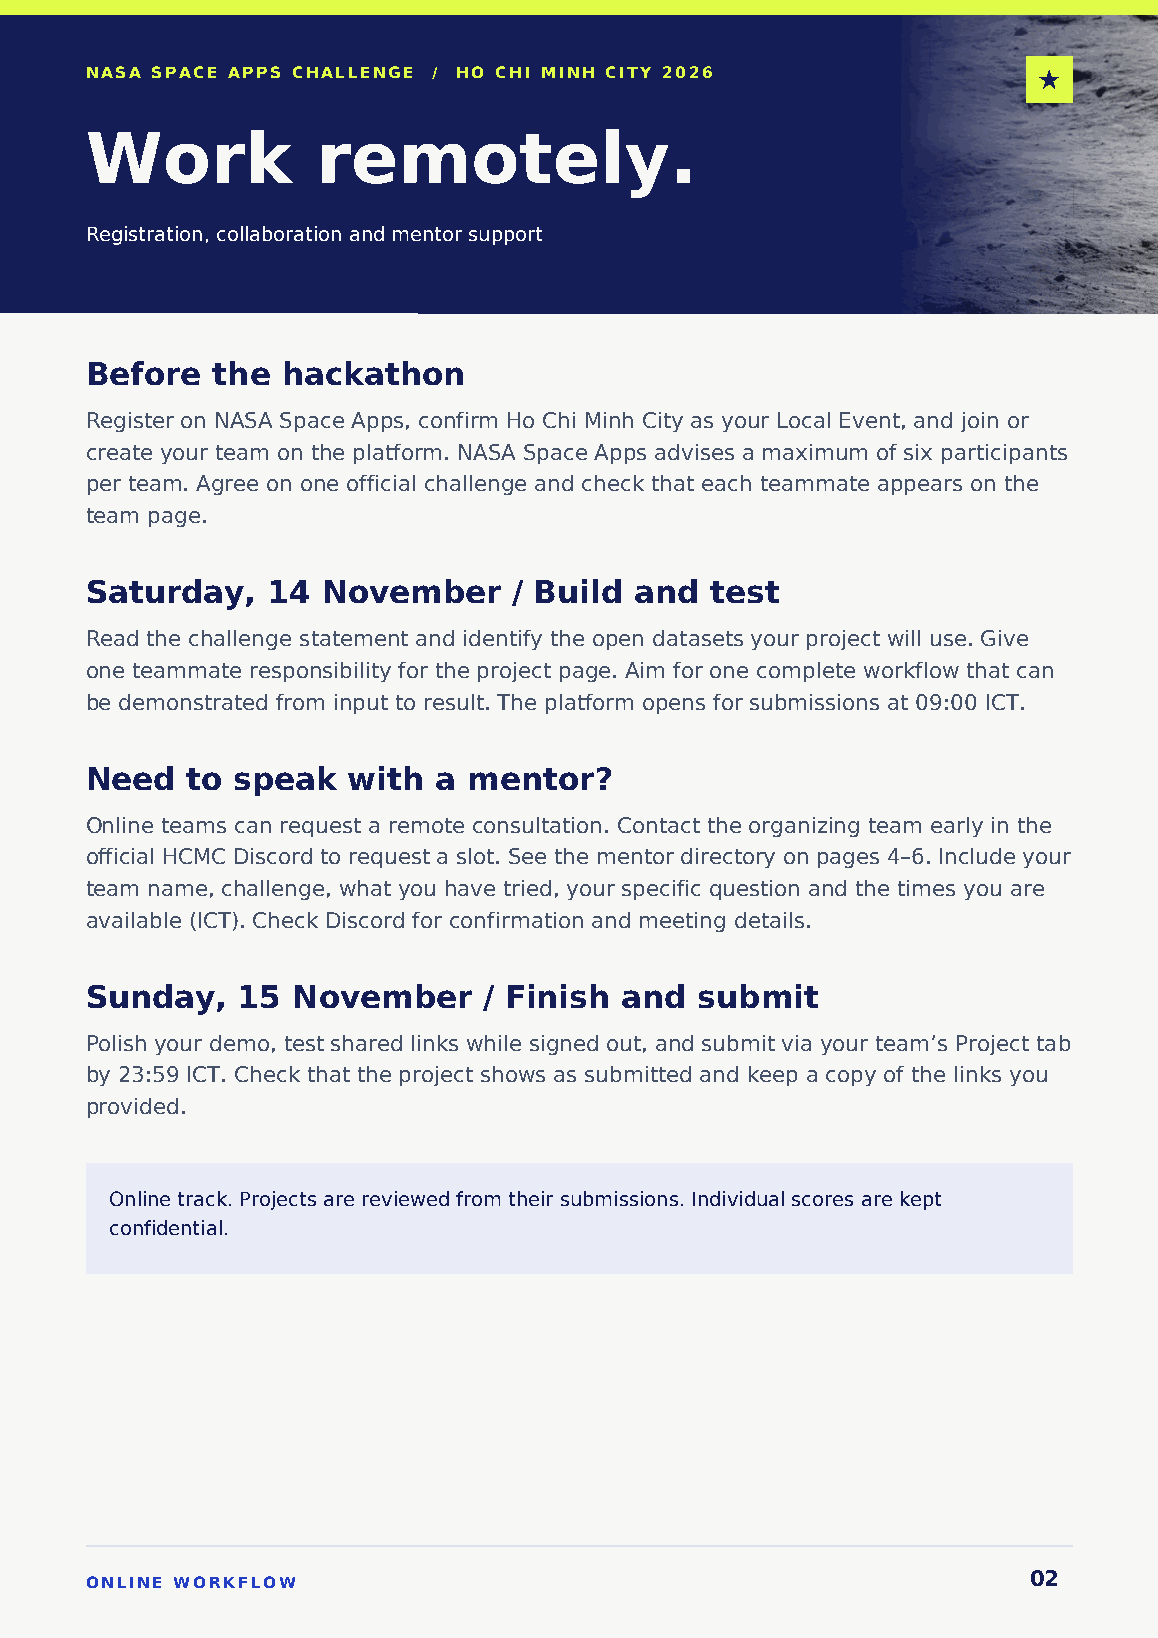 NASA SPACE APPS CHALLENGE / HO CHI MINH CITY 2026
Work remotely.
Registration, collaboration and mentor support
Before the hackathon
Register on NASA Space Apps, confirm Ho Chi Minh City as your Local Event, and join or
create your team on the platform. NASA Space Apps advises a maximum of six participants
per team. Agree on one official challenge and check that each teammate appears on the
team page.
Saturday, 14 November / Build and test
Read the challenge statement and identify the open datasets your project will use. Give
one teammate responsibility for the project page. Aim for one complete workflow that can
be demonstrated from input to result. The platform opens for submissions at 09:00 ICT.
Need to speak with a mentor?
Online teams can request a remote consultation. Contact the organizing team early in the
official HCMC Discord to request a slot. See the mentor directory on pages 4–6. Include your
team name, challenge, what you have tried, your specific question and the times you are
available (ICT). Check Discord for confirmation and meeting details.
Sunday, 15 November / Finish and submit
Polish your demo, test shared links while signed out, and submit via your team’s Project tab
by 23:59 ICT. Check that the project shows as submitted and keep a copy of the links you
provided.
Online track. Projects are reviewed from their submissions. Individual scores are kept
confidential.
ONLINE WORKFLOW
02